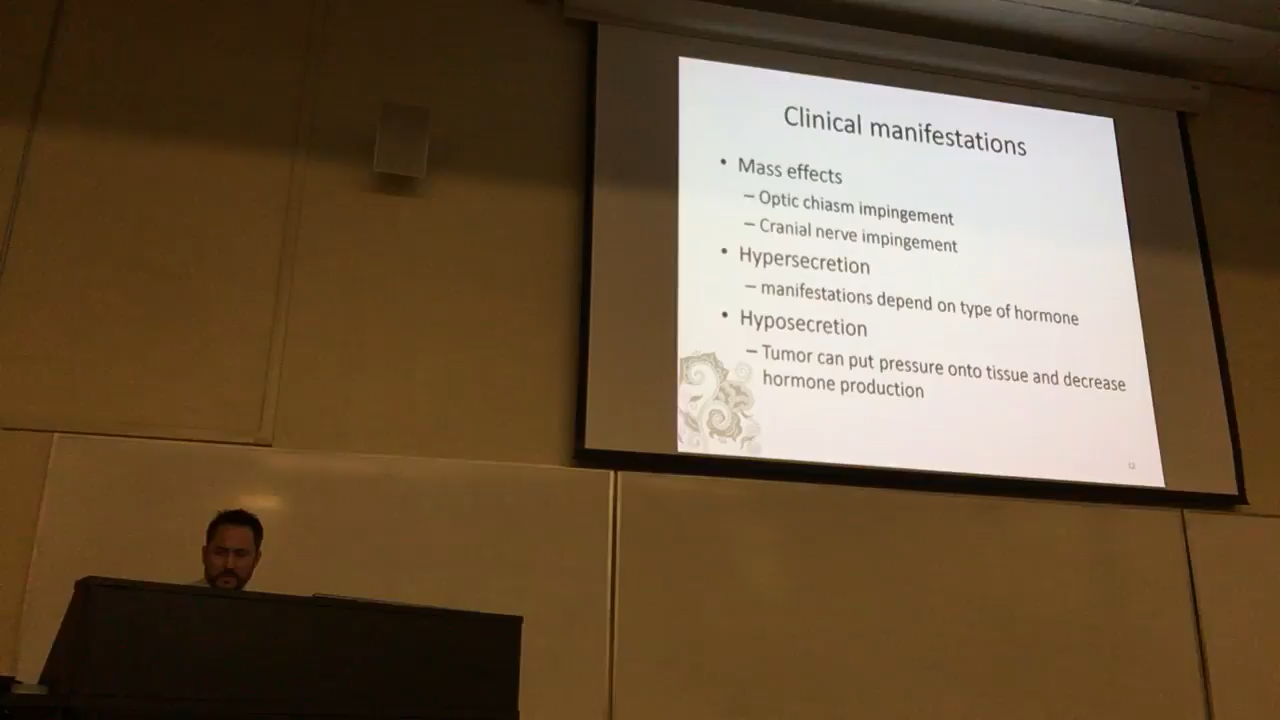 Clinical manifestations
• Mass effects
– Optic chiasm impingement
– Cranial nerve impingement
• Hypersecretion
– manifestations depend on type of hormone
• Hyposecretion
– Tumor can put pressure onto tissue and decrease
hormone production